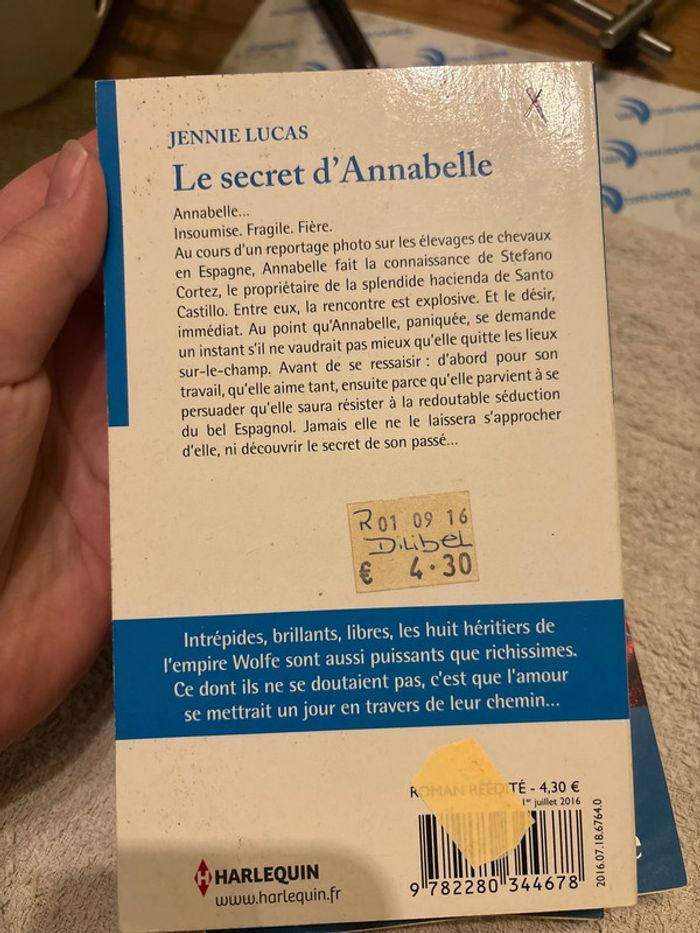 JENNIE LUCAS
Le secret d'Annabelle
Annabelle...
Insoumise. Fragile. Fière.
Au cours d'un reportage photo sur les élevages de chevaux
en Espagne, Annabelle fait la connaissance de Stefano
Cortez, le propriétaire de la splendide hacienda de Santo
Castillo. Entre eux, la rencontre est explosive. Et le désir,
immédiat. Au point qu'Annabelle, paniquée, se demande
un instant s'il ne vaudrait pas mieux qu'elle quitte les lieux
sur-le-champ. Avant de se ressaisir : d'abord pour son
travail, qu'elle aime tant, ensuite parce qu'elle parvient à se
persuader qu'elle saura résister à la redoutable séduction
du bel Espagnol. Jamais elle ne le laissera s'approcher
d'elle, ni découvrir le secret de son passé...
R 01 09 16
DiLibeL
€ 4.30
Intrépides, brillants, libres, les huit héritiers de
l'empire Wolfe sont aussi puissants que richissimes.
Ce dont ils ne se doutaient pas, c'est que l'amour
se mettrait un jour en travers de leur chemin...
ROMAN RÉÉDITÉ - 4,30 €
1er juillet 2016
2016.07.18.6764.0
H HARLEQUIN
www.harlequin.fr
9 782280 344678